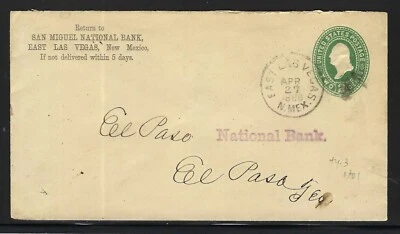 Return to
SAN MIGUEL NATIONAL BANK,
EAST LAS VEGAS, New Mexico,
If not delivered within 5 days.
UNITED STATES POSTAGE
TWO
EAST LAS VEGAS,
APR
27
N. MEX.
El Paso
National Bank.
El Paso